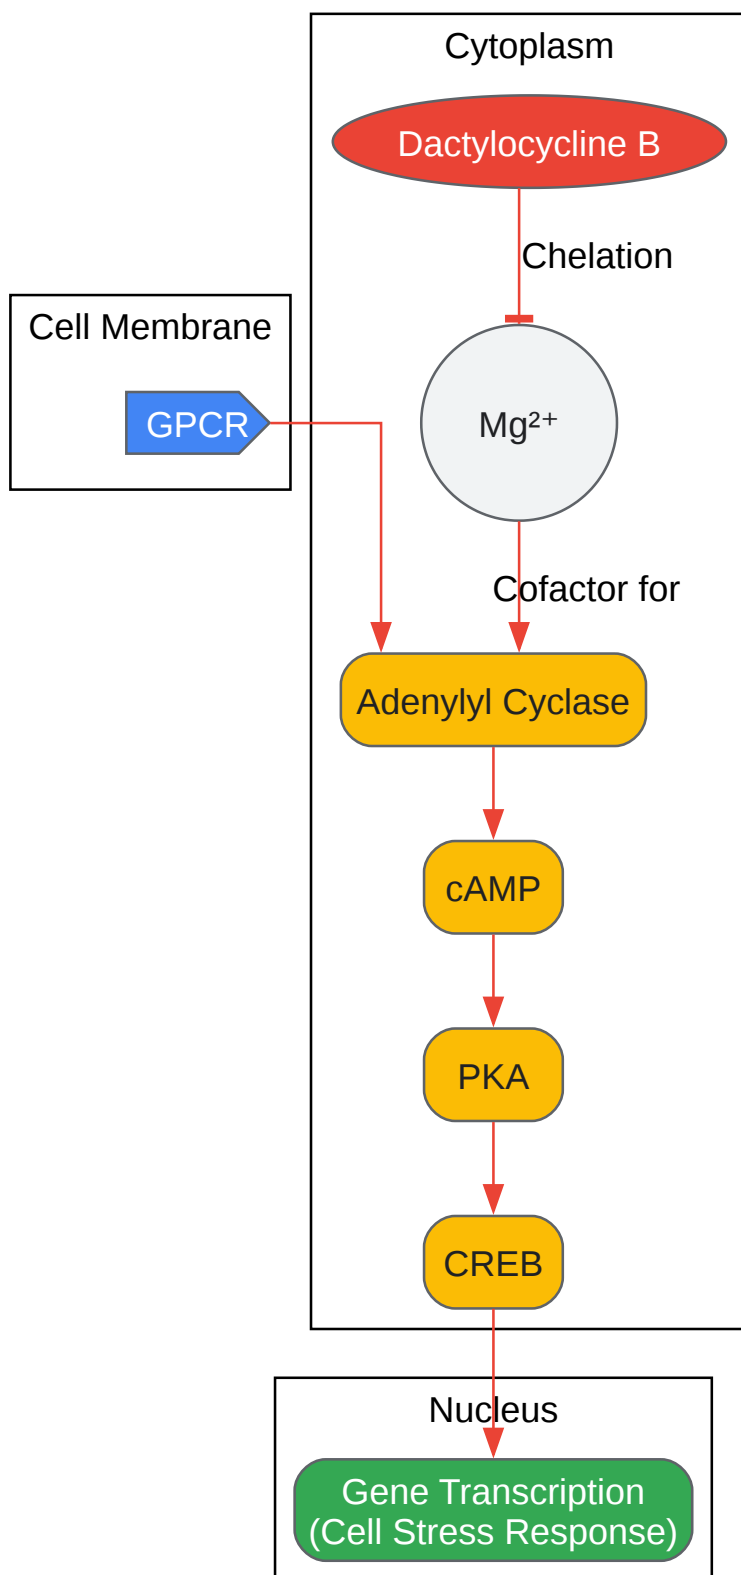 Cytoplasm
Dactylocycline B
Chelation
Cell Membrane
GPCR
Mg²⁺
Cofactor for
Adenylyl Cyclase
cAMP
PKA
CREB
Nucleus
Gene Transcription
(Cell Stress Response)